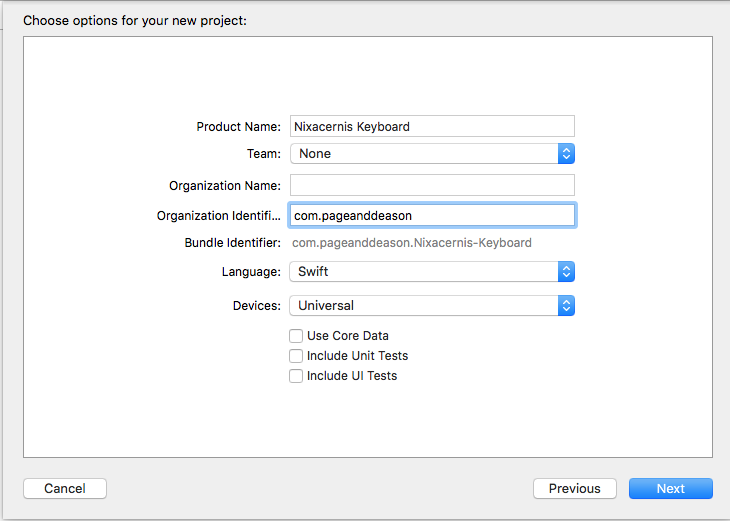 Choose options for your new project:
Product Name: Nixacernis Keyboard
Team: None
Organization Name:
Organization Identifi... com.pageanddeason
Bundle Identifier: com.pageanddeason.Nixacernis-Keyboard
Language: Swift
Devices: Universal
Use Core Data
Include Unit Tests
Include UI Tests
Cancel Previous Next